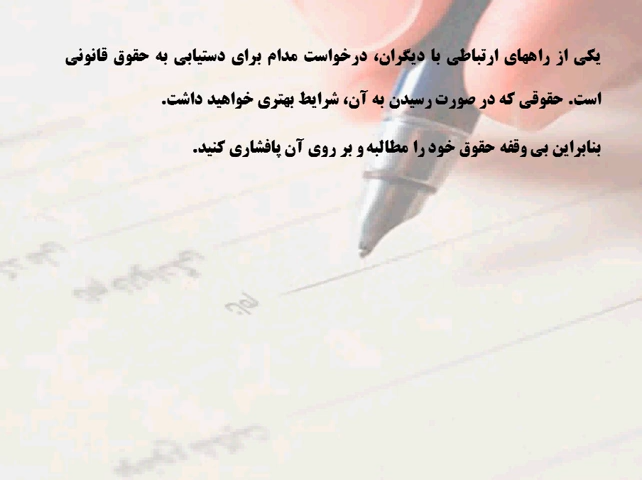 یکی از راههای ارتباطی با دیگران، درخواست مدام برای دستیابی به حقوق قانونی
است. حقوقی که در صورت رسیدن به آن، شرایط بهتری خواهید داشت.
بنابراین بی وقفه حقوق خود را مطالبه و بر روی آن پافشاری کنید.